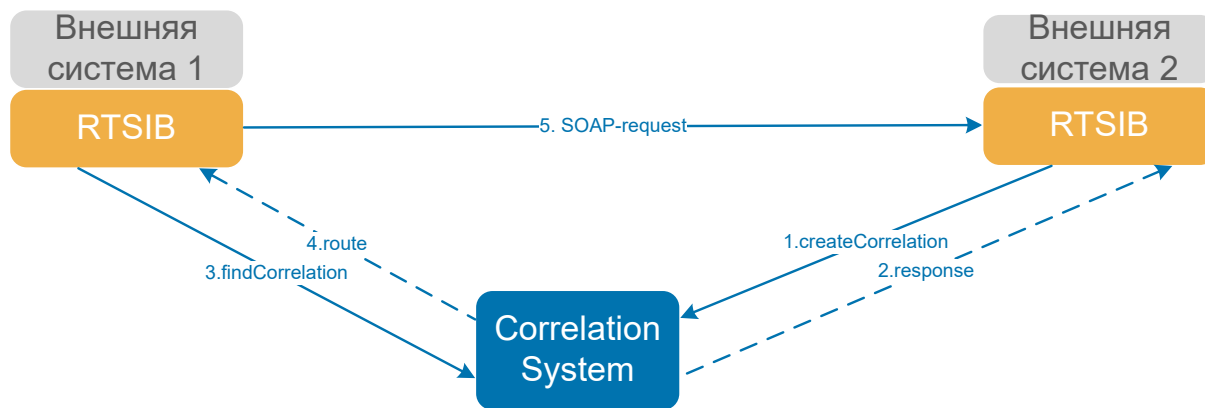 Внешняя
система 1
RTSIB
Внешняя
система 2
RTSIB
5. SOAP-request
4.route
3.findCorrelation
1.createCorrelation
2.response
Correlation
System